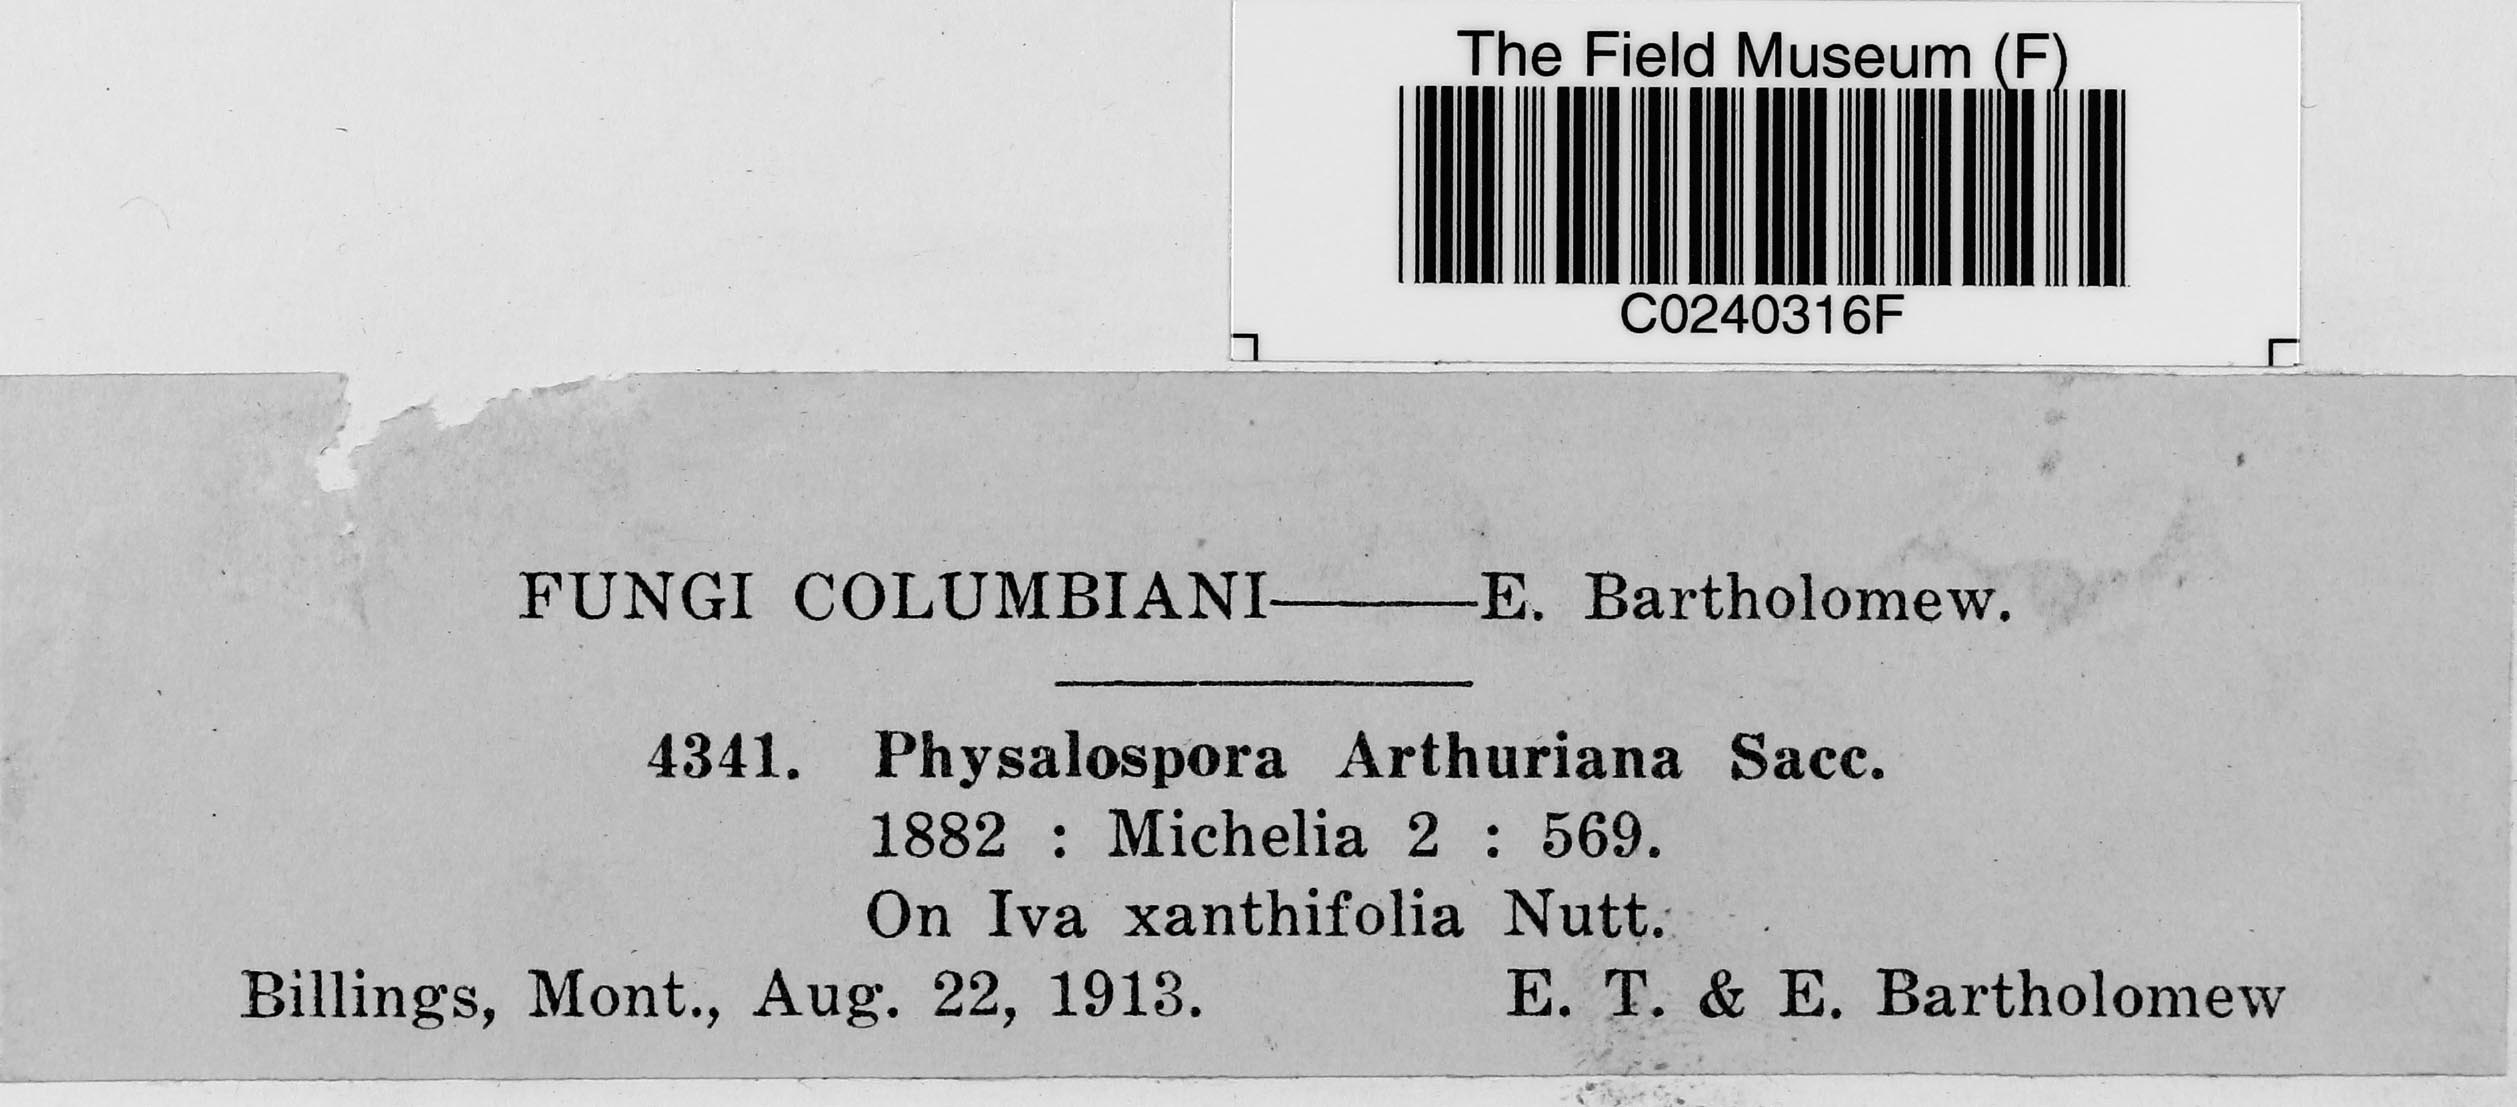 The Field Museum (F)
C0240316F
FUNGI COLUMBIANI——E. Bartholomew.
4341. Physalospora Arthuriana Sacc.
1882 : Michelia 2 : 569.
On Iva xanthifolia Nutt.
Billings, Mont., Aug. 22, 1913. E. T. & E. Bartholomew